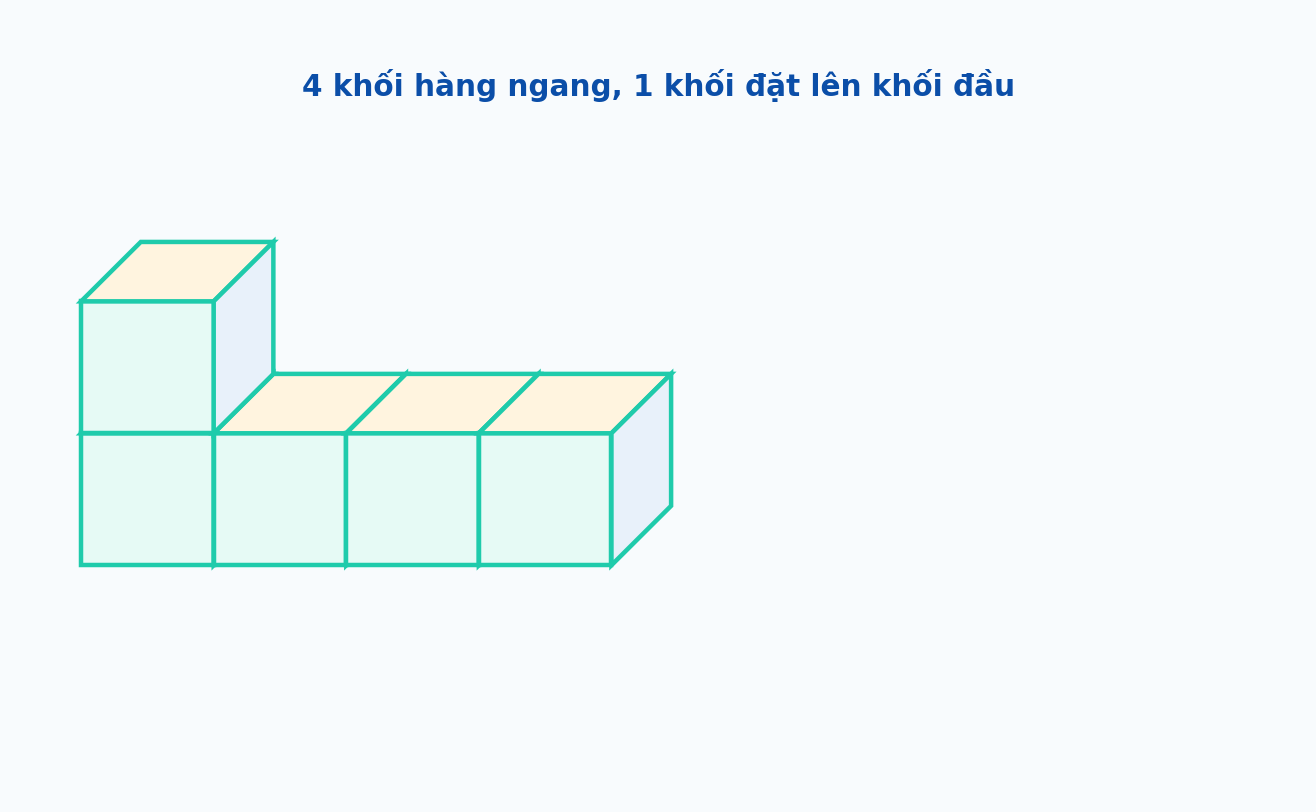 4 khối hàng ngang, 1 khối đặt lên khối đầu